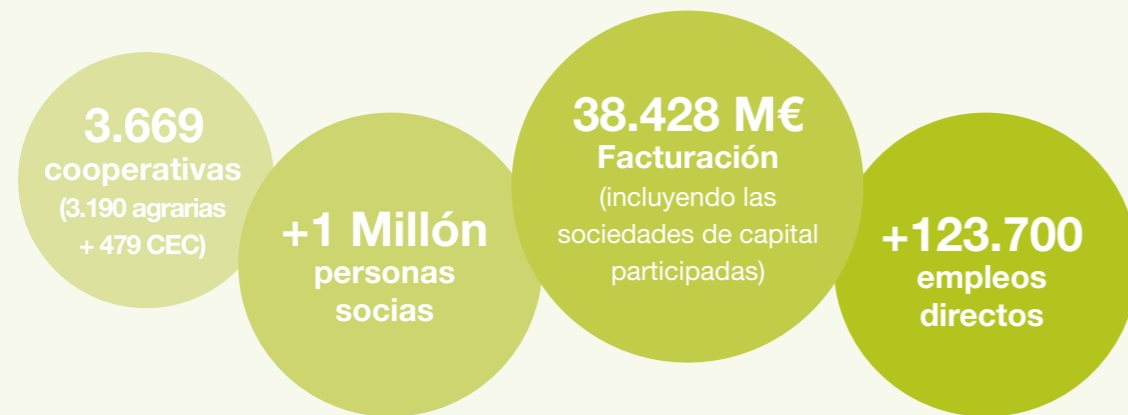 3.669
cooperativas
(3.190 agrarias
+ 479 CEC)
+1 Millón
personas
socias
38.428 M€
Facturación
(incluyendo las
sociedades de capital
participadas)
+123.700
empleos
directos